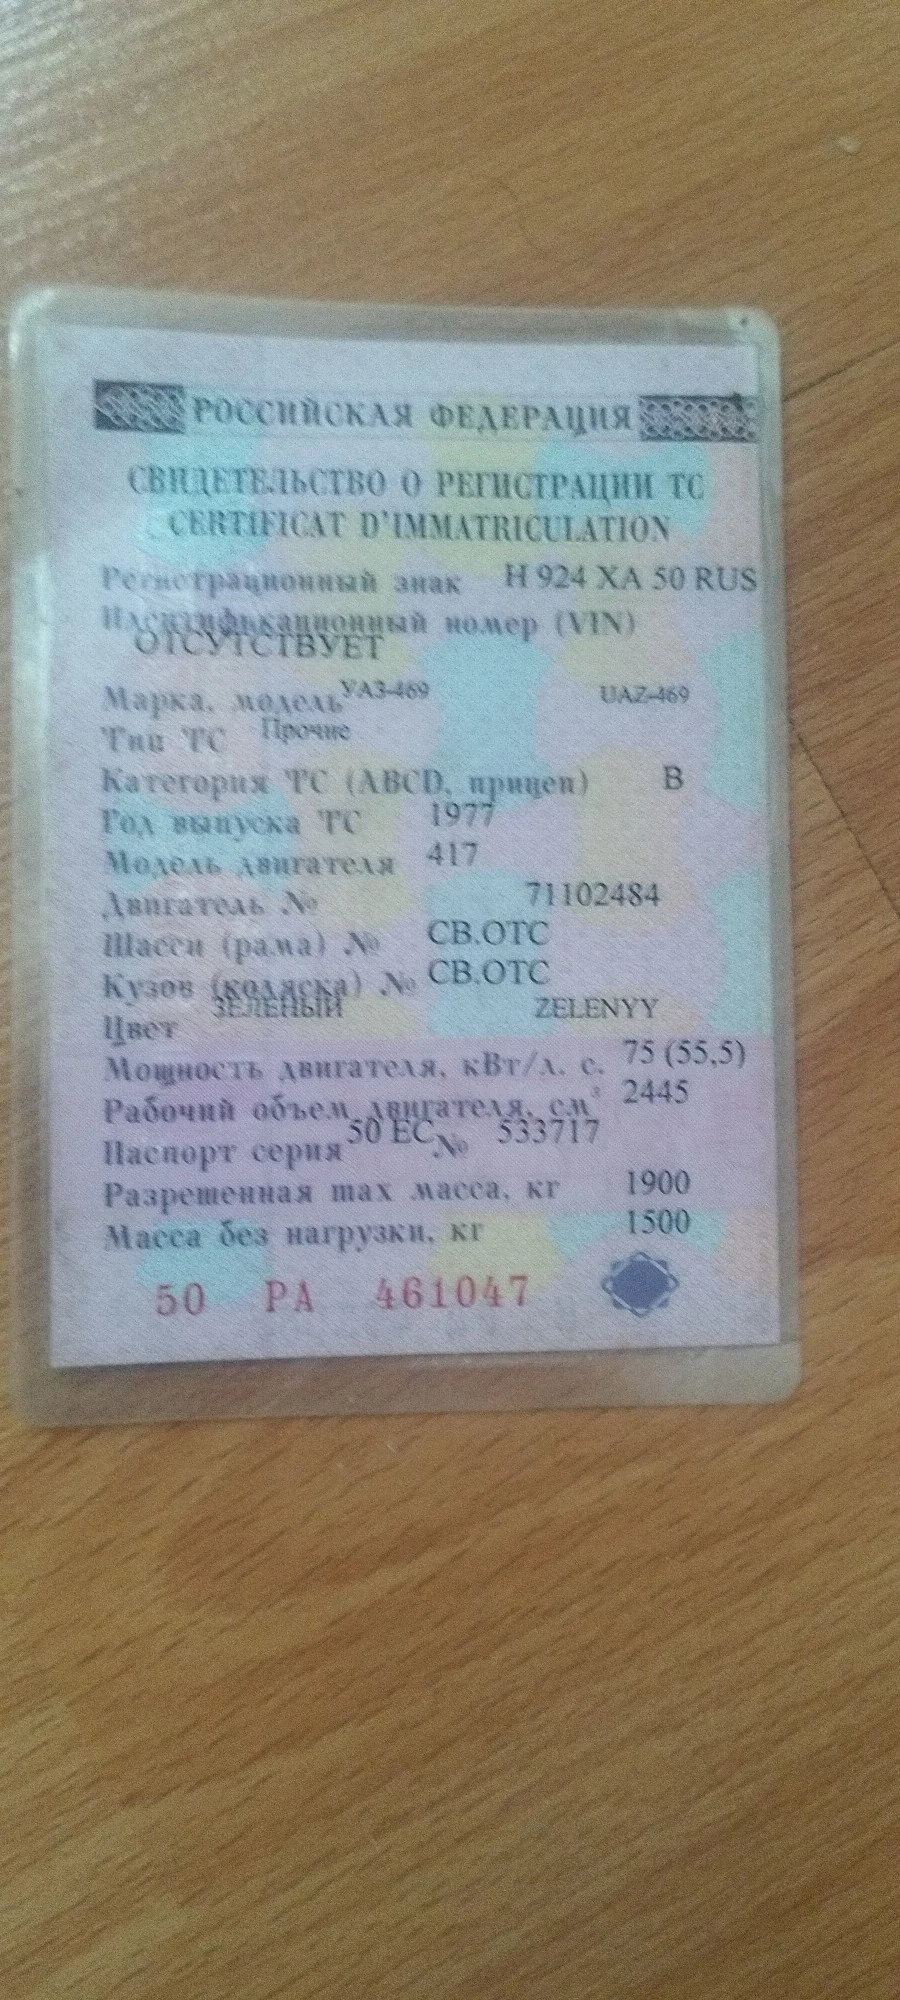 РОССИЙСКАЯ ФЕДЕРАЦИЯ
СВИДЕТЕЛЬСТВО О РЕГИСТРАЦИИ ТС
CERTIFICAT D'IMMATRICULATION
Регистрационный знак Н 924 ХА 50 RUS
Идентификационный номер (VIN)
ОТСУТСТВУЕТ
Марка, модель УАЗ-469 UAZ-469
Тип ТС Прочие
Категория ТС (ABCD, прицеп) B
Год выпуска ТС 1977
Модель двигателя 417
Двигатель № 71102484
Шасси (рама) № СВ.ОТС
Кузов (коляска) № СВ.ОТС
Цвет ЗЕЛЕНЫЙ ZELENYY
Мощность двигателя, кВт/л. с. 75 (55,5)
Рабочий объем двигателя, см³ 2445
Паспорт серия 50 ЕС № 533717
Разрешенная max масса, кг 1900
Масса без нагрузки, кг 1500
50 РА 461047